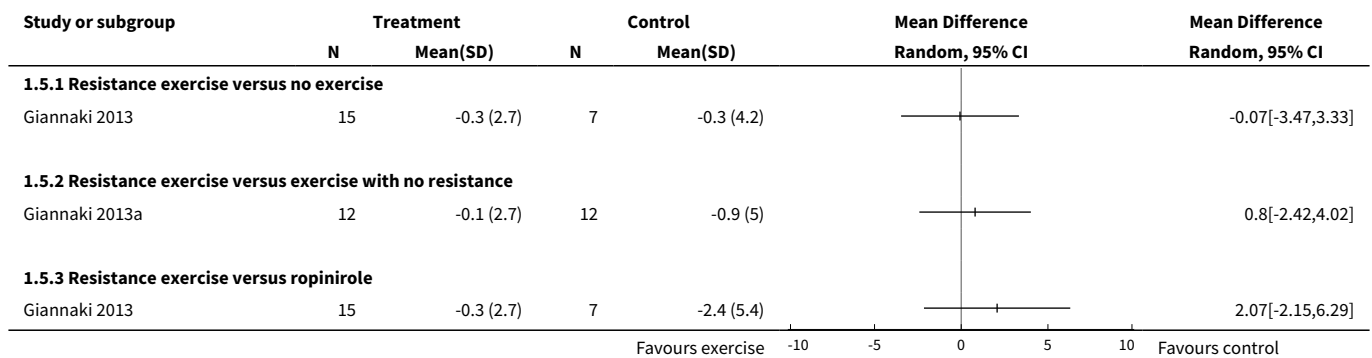 Study or subgroup Treatment Control Mean Difference Mean Difference
N Mean(SD) N Mean(SD) Random, 95% CI Random, 95% CI
1.5.1 Resistance exercise versus no exercise
Giannaki 2013 15 -0.3 (2.7) 7 -0.3 (4.2) -0.07[-3.47,3.33]
1.5.2 Resistance exercise versus exercise with no resistance
Giannaki 2013a 12 -0.1 (2.7) 12 -0.9 (5) 0.8[-2.42,4.02]
1.5.3 Resistance exercise versus ropinirole
Giannaki 2013 15 -0.3 (2.7) 7 -2.4 (5.4) 2.07[-2.15,6.29]
Favours exercise -10 -5 0 5 10 Favours control